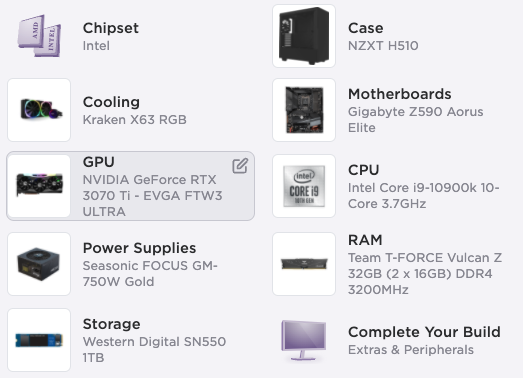 Chipset
Intel
AMD
INTEL
Case
NZXT H510
Cooling
Kraken X63 RGB
Motherboards
Gigabyte Z590 Aorus
Elite
GPU
NVIDIA GeForce RTX
3070 Ti - EVGA FTW3
ULTRA
CPU
Intel Core i9-10900k 10-
Core 3.7GHz
intel
CORE i9
10TH GEN
Power Supplies
Seasonic FOCUS GM-
750W Gold
RAM
Team T-FORCE Vulcan Z
32GB (2 x 16GB) DDR4
3200MHz
Storage
Western Digital SN550
1TB
Complete Your Build
Extras & Peripherals